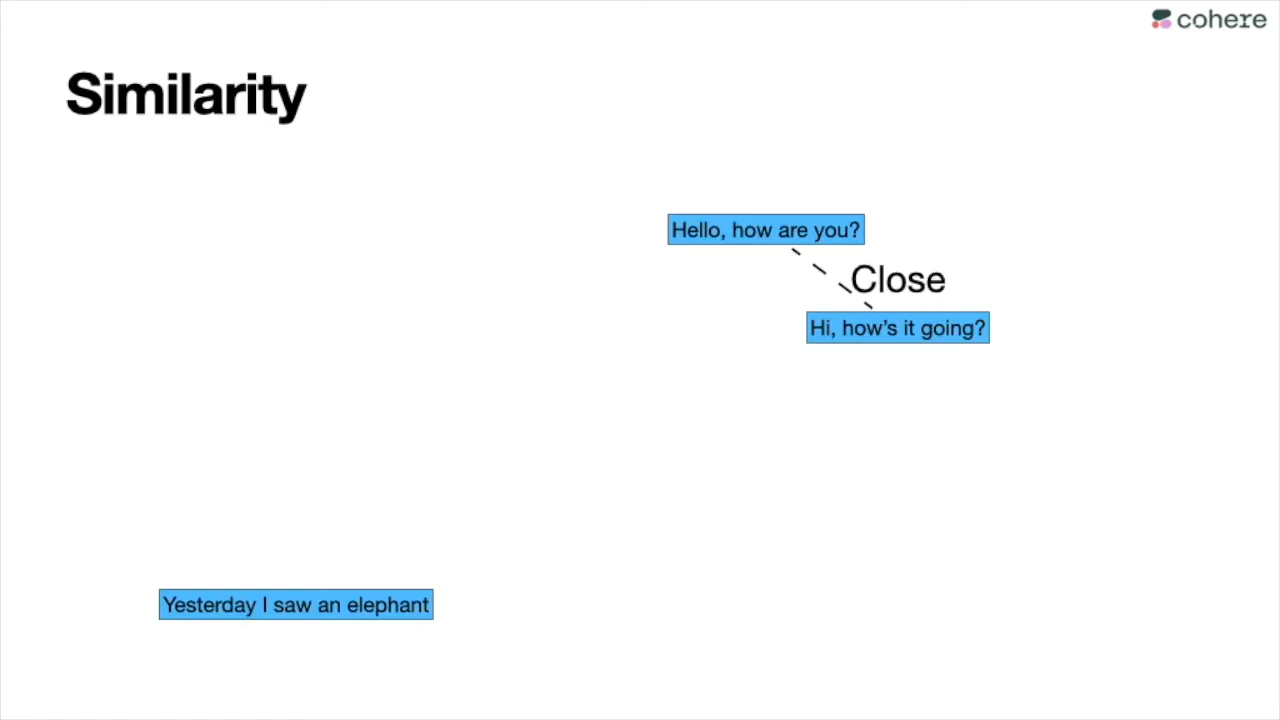 cohere
Similarity
Hello, how are you?
Close
Hi, how’s it going?
Yesterday I saw an elephant